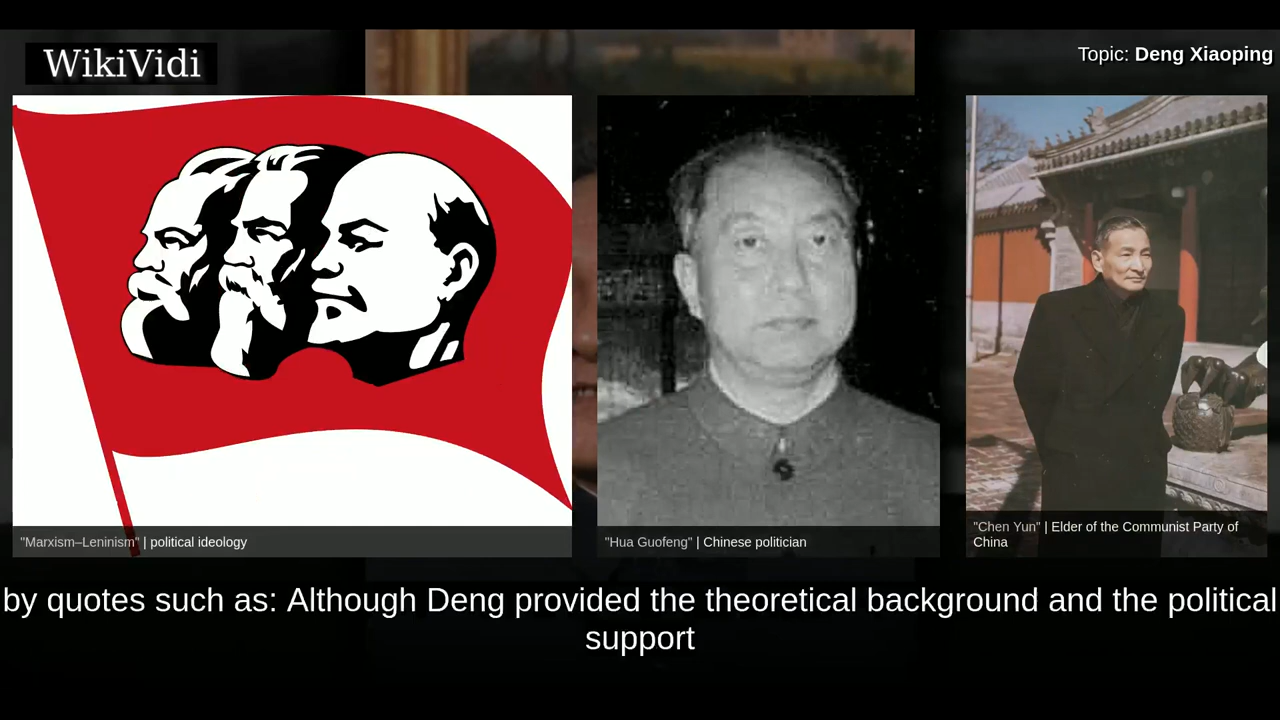 WikiVidi
Topic: Deng Xiaoping
"Marxism–Leninism" | political ideology
"Hua Guofeng" | Chinese politician
"Chen Yun" | Elder of the Communist Party of
China
by quotes such as: Although Deng provided the theoretical background and the political
support